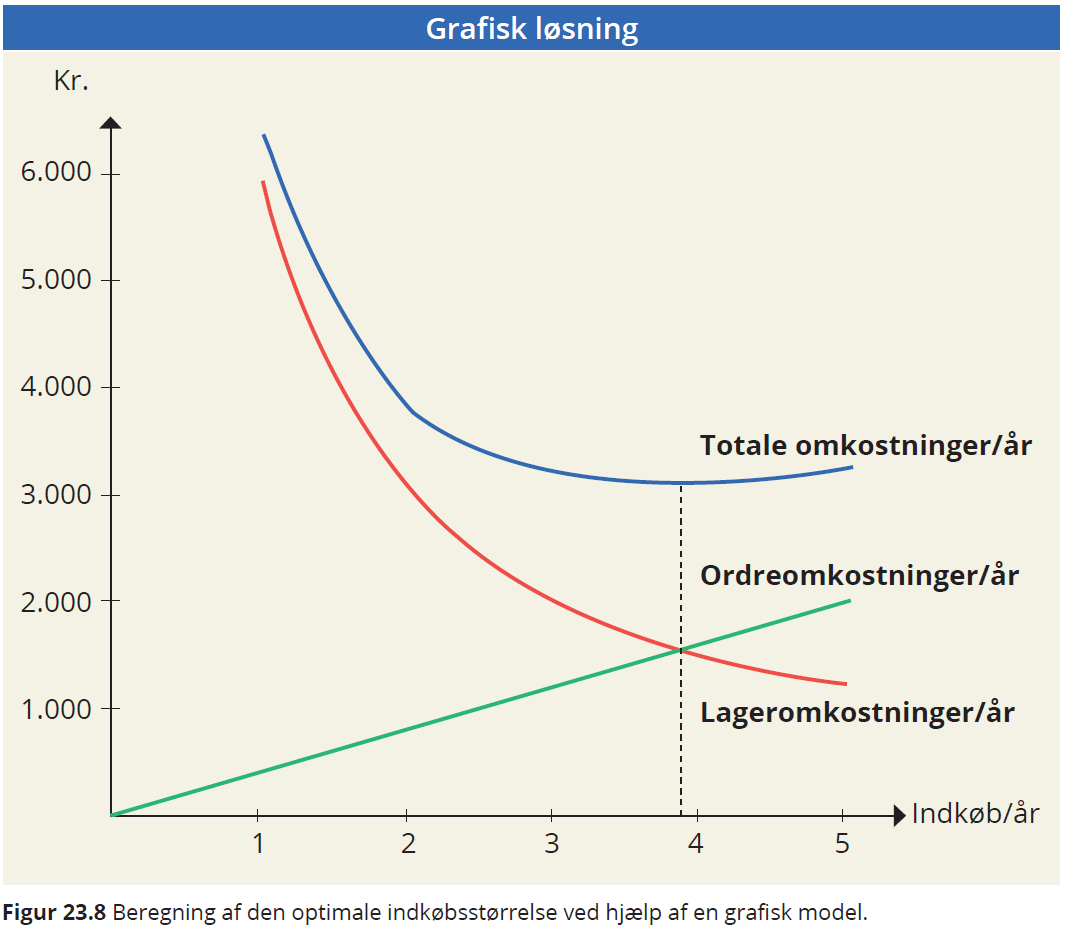 Grafisk løsning
Kr.
6.000
5.000
4.000
Totale omkostninger/år
3.000
Ordreomkostninger/år
2.000
1.000
Lageromkostninger/år
Indkøb/år
1 2 3 4 5
Figur 23.8 Beregning af den optimale indkøbsstørrelse ved hjælp af en grafisk model.